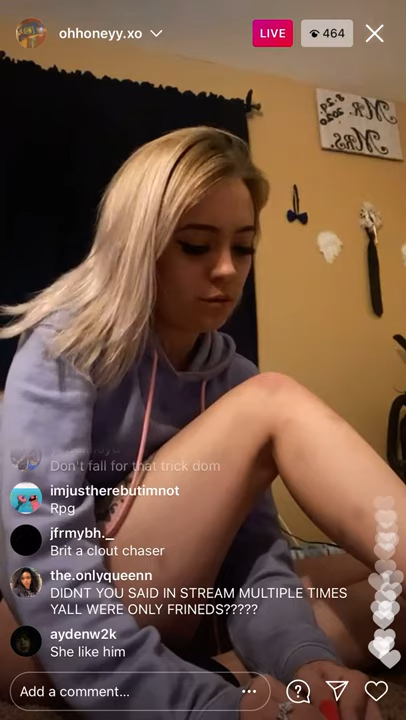 ohhoneyy.xo
LIVE
464
Mr.
Mrs.
Don't fall for that trick dom
imjustherebutimnot
Rpg
jfrmybh._
Brit a clout chaser
the.onlyqueenn
DIDNT YOU SAID IN STREAM MULTIPLE TIMES
YALL WERE ONLY FRINEDS?????
aydenw2k
She like him
Add a comment...